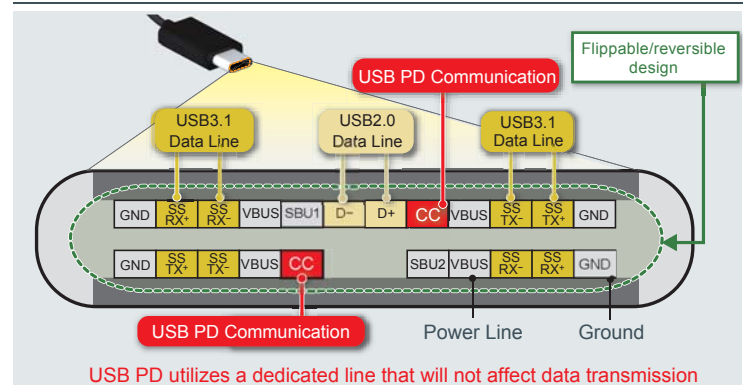 Flippable/reversible
design
USB PD Communication
USB3.1
Data Line
USB2.0
Data Line
USB3.1
Data Line
GND SS RX+ SS RX- VBUS SBU1 D- D+ CC VBUS SS TX- SS TX+ GND
GND SS TX+ SS TX- VBUS CC SBU2 VBUS SS RX- SS RX+ GND
USB PD Communication
Power Line
Ground
USB PD utilizes a dedicated line that will not affect data transmission